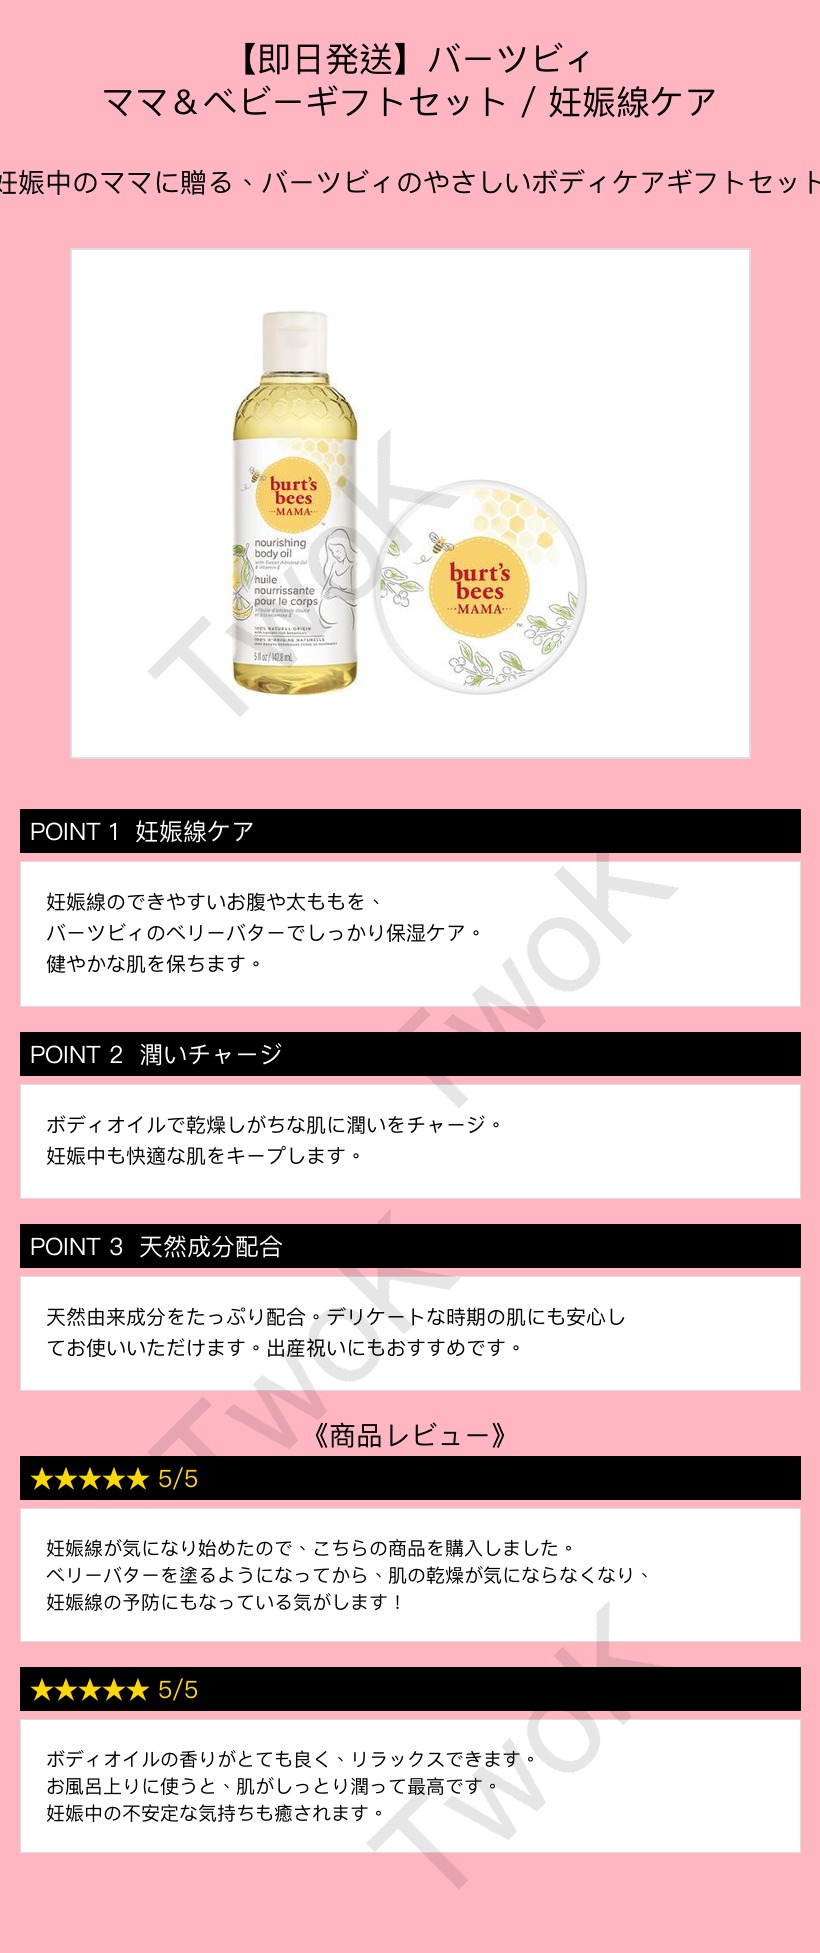 【即日発送】バーツビィ
ママ＆ベビーギフトセット / 妊娠線ケア
妊娠中のママに贈る、バーツビィのやさしいボディケアギフトセット
burt's
bees
MAMA
nourishing
body oil
with Sweet Almond Oil
& Vitamin E
huile
nourrissante
pour le corps
à l'huile d'amande douce
et à la vitamine E
100% NATURAL ORIGIN
100% D'ORIGINE NATURELLE
5 fl oz / 147.8 mL
burt's
bees
MAMA
TM
POINT 1 妊娠線ケア
妊娠線のできやすいお腹や太ももを、
バーツビィのベリーバターでしっかり保湿ケア。
健やかな肌を保ちます。
POINT 2 潤いチャージ
ボディオイルで乾燥しがちな肌に潤いをチャージ。
妊娠中も快適な肌をキープします。
POINT 3 天然成分配合
天然由来成分をたっぷり配合。デリケートな時期の肌にも安心し
てお使いいただけます。出産祝いにもおすすめです。
《商品レビュー》
★★★★★ 5/5
妊娠線が気になり始めたので、こちらの商品を購入しました。
ベリーバターを塗るようになってから、肌の乾燥が気にならなくなり、
妊娠線の予防にもなっている気がします！
★★★★★ 5/5
ボディオイルの香りがとても良く、リラックスできます。
お風呂上りに使うと、肌がしっとり潤って最高です。
妊娠中の不安定な気持ちも癒されます。
TwoK
TwoK
TwoK
TwoK